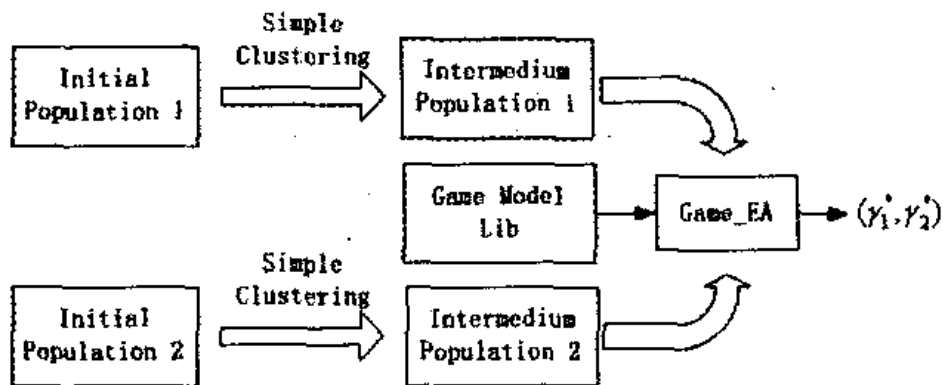 Simple
Clustering
Initial
Population 1
Intermedium
Population 1
Game Model
Lib
Game_EA
(γ₁*, γ₂*)
Simple
Clustering
Initial
Population 2
Intermedium
Population 2